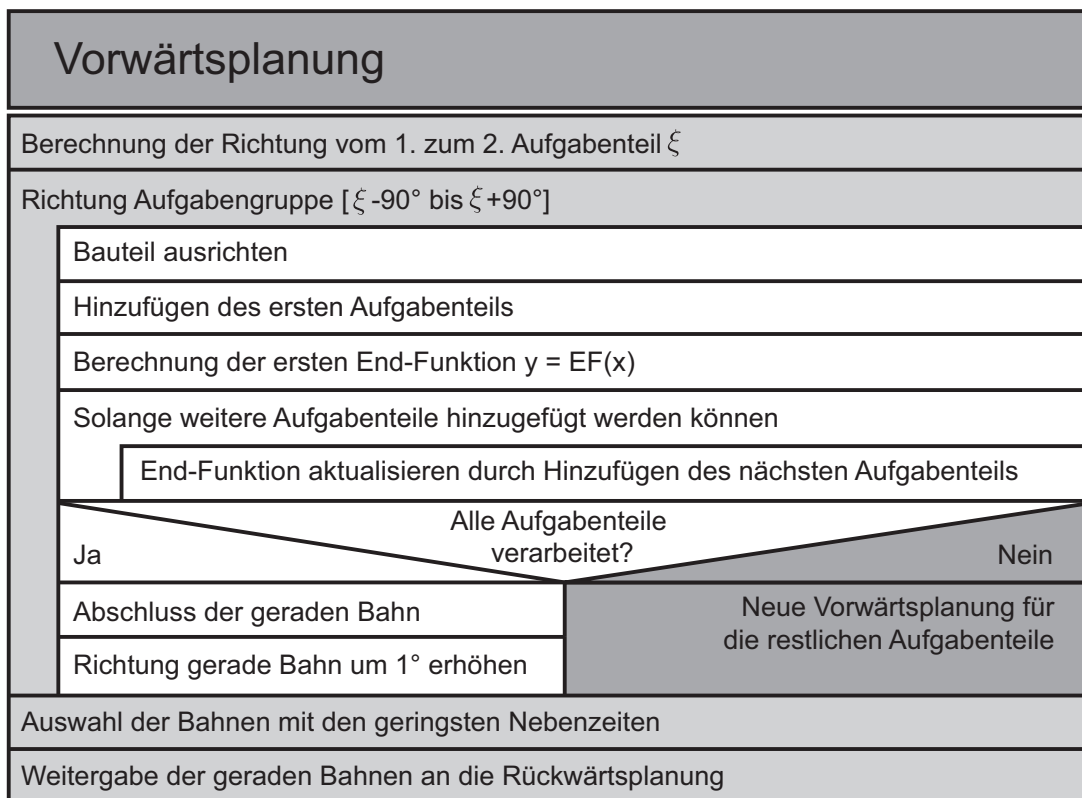 Vorwärtsplanung
Berechnung der Richtung vom 1. zum 2. Aufgabenteil ξ
Richtung Aufgabengruppe [ξ-90° bis ξ+90°]
Bauteil ausrichten
Hinzufügen des ersten Aufgabenteils
Berechnung der ersten End-Funktion y = EF(x)
Solange weitere Aufgabenteile hinzugefügt werden können
End-Funktion aktualisieren durch Hinzufügen des nächsten Aufgabenteils
Alle Aufgabenteile
verarbeitet?
Ja
Nein
Abschluss der geraden Bahn
Richtung gerade Bahn um 1° erhöhen
Neue Vorwärtsplanung für
die restlichen Aufgabenteile
Auswahl der Bahnen mit den geringsten Nebenzeiten
Weitergabe der geraden Bahnen an die Rückwärtsplanung